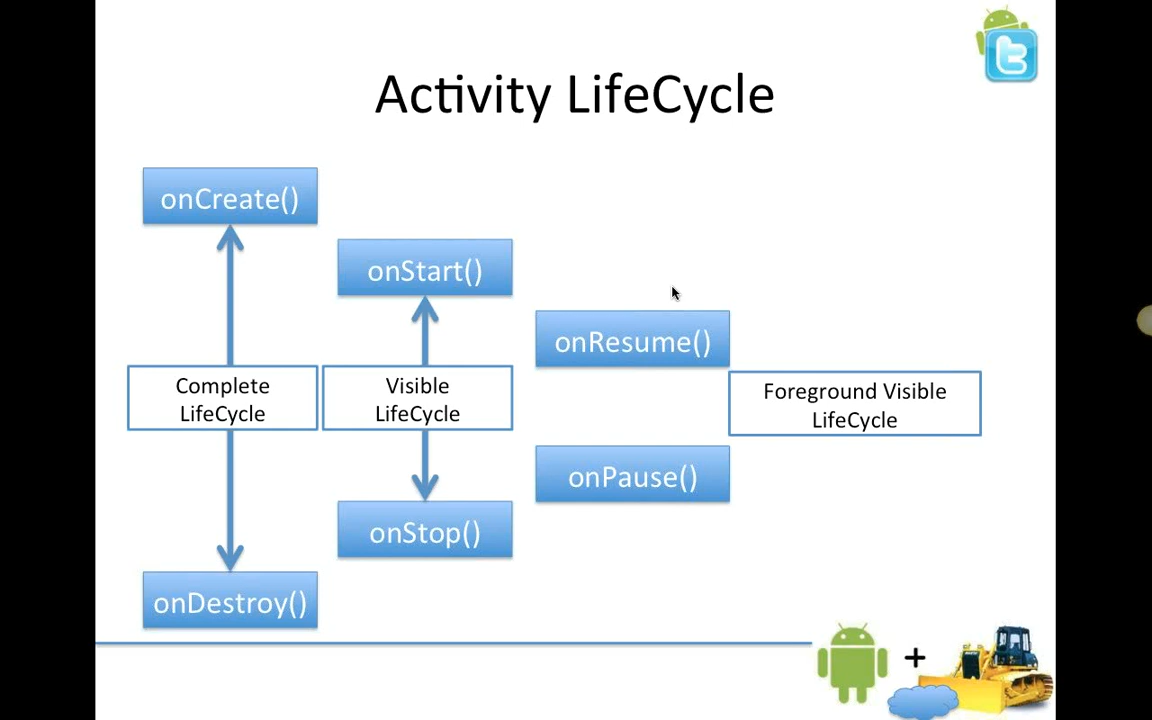 Activity LifeCycle
onCreate()
onStart()
onResume()
Complete
LifeCycle
Visible
LifeCycle
Foreground Visible
LifeCycle
onPause()
onStop()
onDestroy()
+